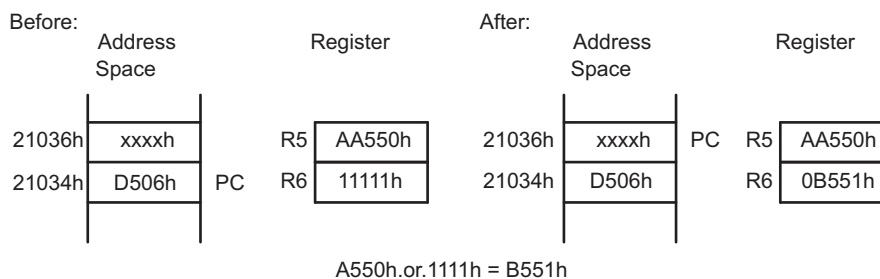 Before:
Address Space
Register
21036h xxxxh R5 AA550h
21034h D506h PC R6 11111h
After:
Address Space
Register
21036h xxxxh PC R5 AA550h
21034h D506h R6 0B551h
A550h.or.1111h = B551h